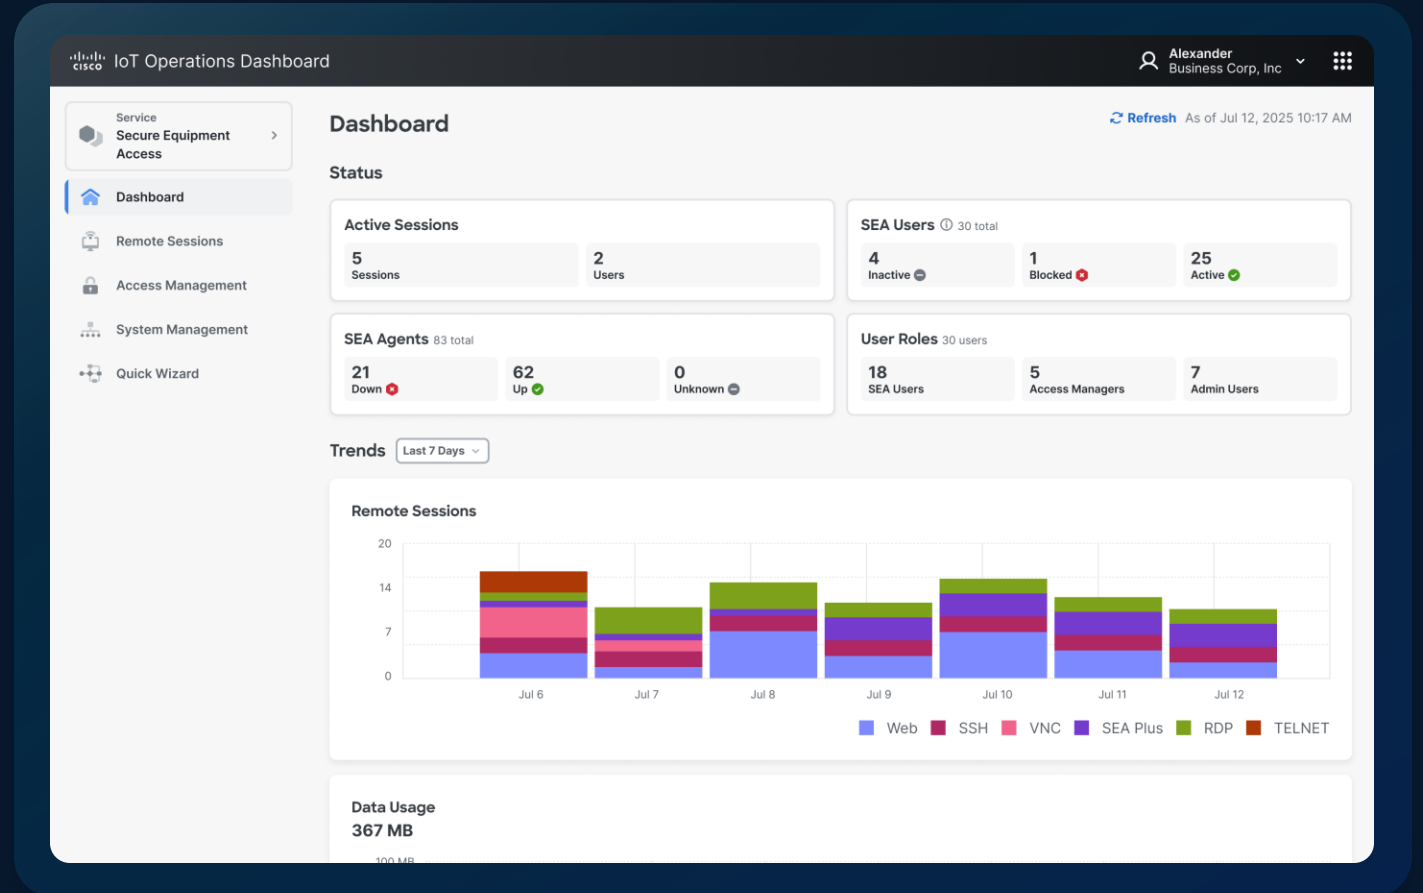 CISCO
IoT Operations Dashboard
Alexander
Business Corp, Inc
Service
Secure Equipment
Access
Dashboard
Remote Sessions
Access Management
System Management
Quick Wizard
Dashboard
Refresh As of Jul 12, 2025 10:17 AM
Status
Active Sessions
5
Sessions
2
Users
SEA Users 30 total
4
Inactive
1
Blocked
25
Active
SEA Agents 83 total
21
Down
62
Up
0
Unknown
User Roles 30 users
18
SEA Users
5
Access Managers
7
Admin Users
Trends
Last 7 Days
Remote Sessions
20
14
7
0
Jul 6 Jul 7 Jul 8 Jul 9 Jul 10 Jul 11 Jul 12
Web SSH VNC SEA Plus RDP TELNET
Data Usage
367 MB
100 MB